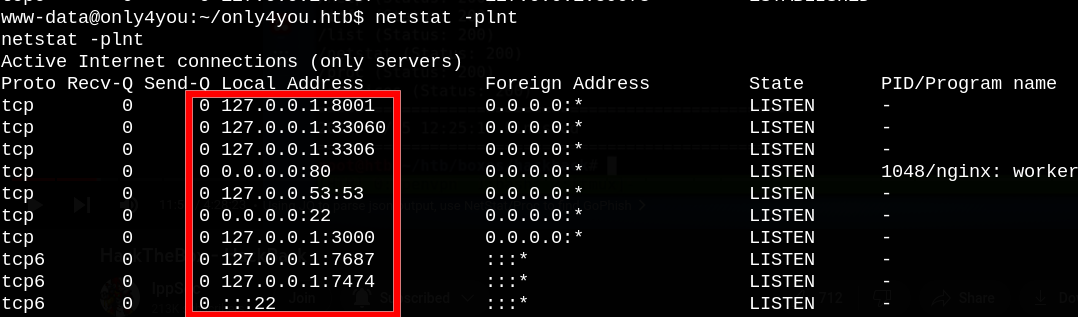 www-data@only4you:~/only4you.htb$ netstat -plnt
netstat -plnt
Active Internet connections (only servers)
Proto Recv-Q Send-Q Local Address Foreign Address State PID/Program name
tcp 0 0 127.0.0.1:8001 0.0.0.0:* LISTEN -
tcp 0 0 127.0.0.1:33060 0.0.0.0:* LISTEN -
tcp 0 0 127.0.0.1:3306 0.0.0.0:* LISTEN -
tcp 0 0 0.0.0.0:80 0.0.0.0:* LISTEN 1048/nginx: worker
tcp 0 0 127.0.0.53:53 0.0.0.0:* LISTEN -
tcp 0 0 0.0.0.0:22 0.0.0.0:* LISTEN -
tcp 0 0 127.0.0.1:3000 0.0.0.0:* LISTEN -
tcp6 0 0 127.0.0.1:7687 :::* LISTEN -
tcp6 0 0 127.0.0.1:7474 :::* LISTEN -
tcp6 0 0 :::22 :::* LISTEN -